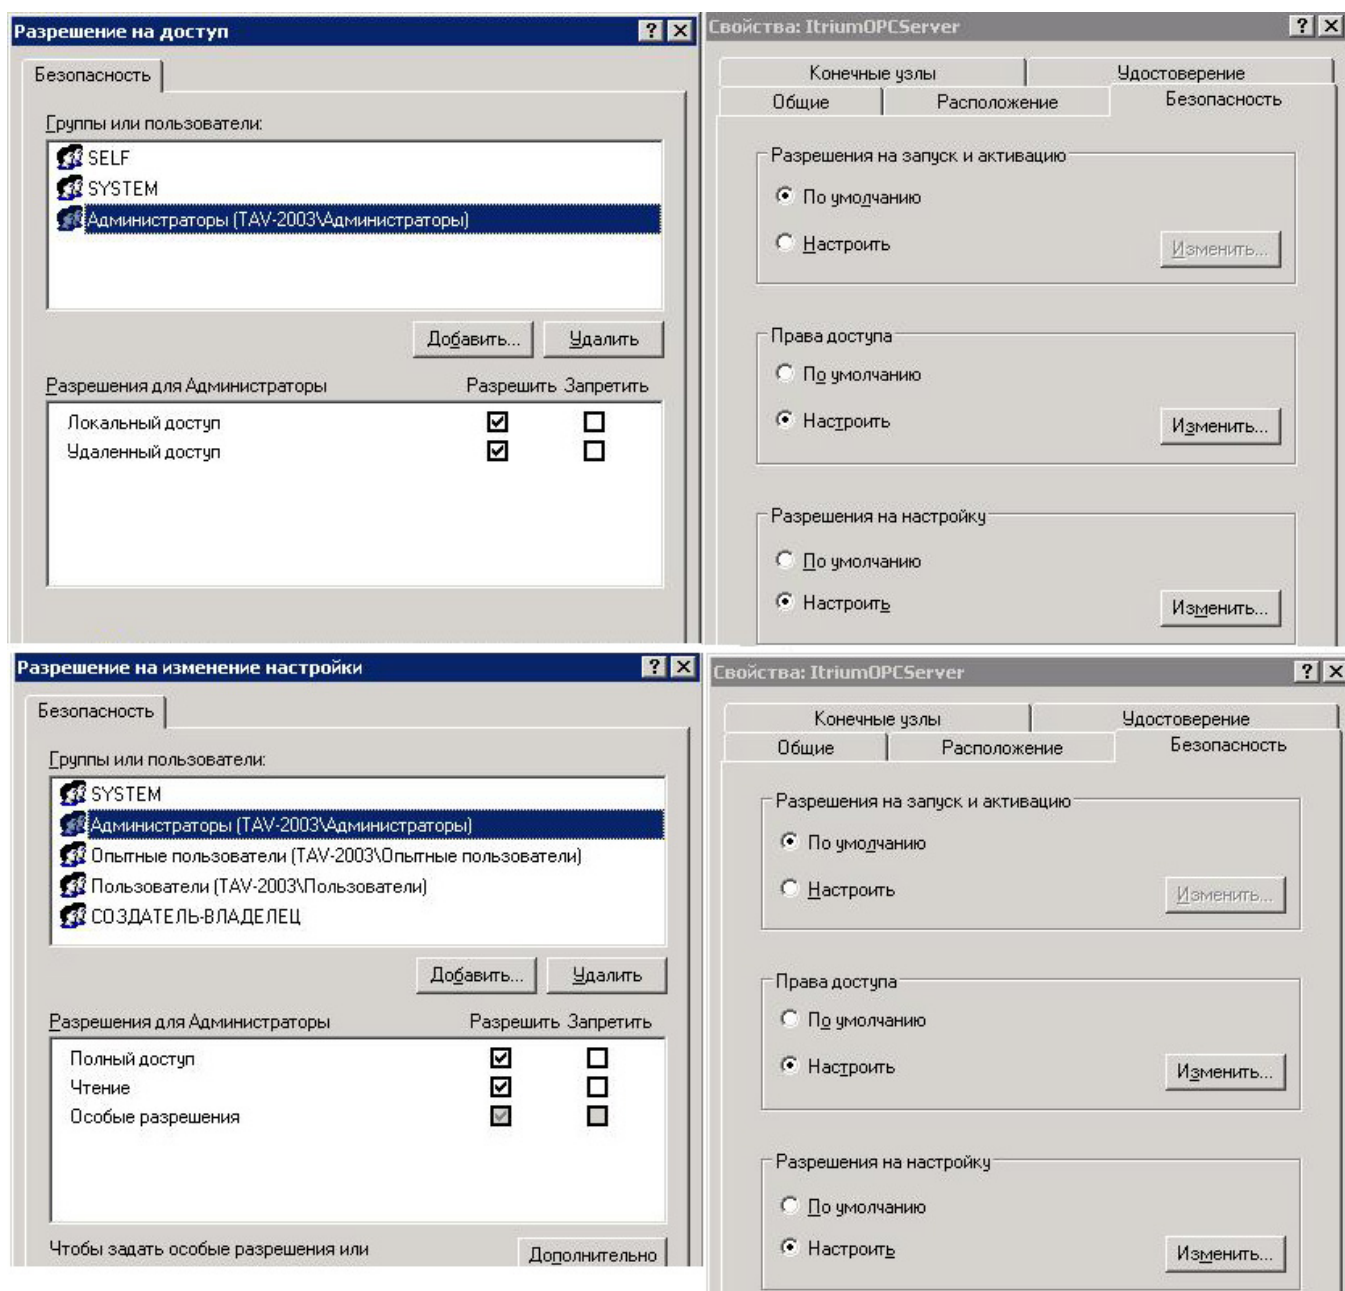 Разрешение на доступ
Безопасность
Группы или пользователи:
SELF
SYSTEM
Администраторы (TAV-2003\Администраторы)
Добавить...
Удалить
Разрешения для Администраторы
Разрешить Запретить
Локальный доступ
Удаленный доступ
Свойства: ItriumOPCServer
Конечные узлы
Удостоверение
Общие
Расположение
Безопасность
Разрешения на запуск и активацию
По умолчанию
Настроить
Изменить...
Права доступа
По умолчанию
Настроить
Изменить...
Разрешения на настройку
По умолчанию
Настроить
Изменить...
Разрешение на изменение настройки
Безопасность
Группы или пользователи:
SYSTEM
Администраторы (TAV-2003\Администраторы)
Опытные пользователи (TAV-2003\Опытные пользователи)
Пользователи (TAV-2003\Пользователи)
СОЗДАТЕЛЬ-ВЛАДЕЛЕЦ
Добавить...
Удалить
Разрешения для Администраторы
Разрешить Запретить
Полный доступ
Чтение
Особые разрешения
Чтобы задать особые разрешения или
Дополнительно
Свойства: ItriumOPCServer
Конечные узлы
Удостоверение
Общие
Расположение
Безопасность
Разрешения на запуск и активацию
По умолчанию
Настроить
Изменить...
Права доступа
По умолчанию
Настроить
Изменить...
Разрешения на настройку
По умолчанию
Настроить
Изменить...